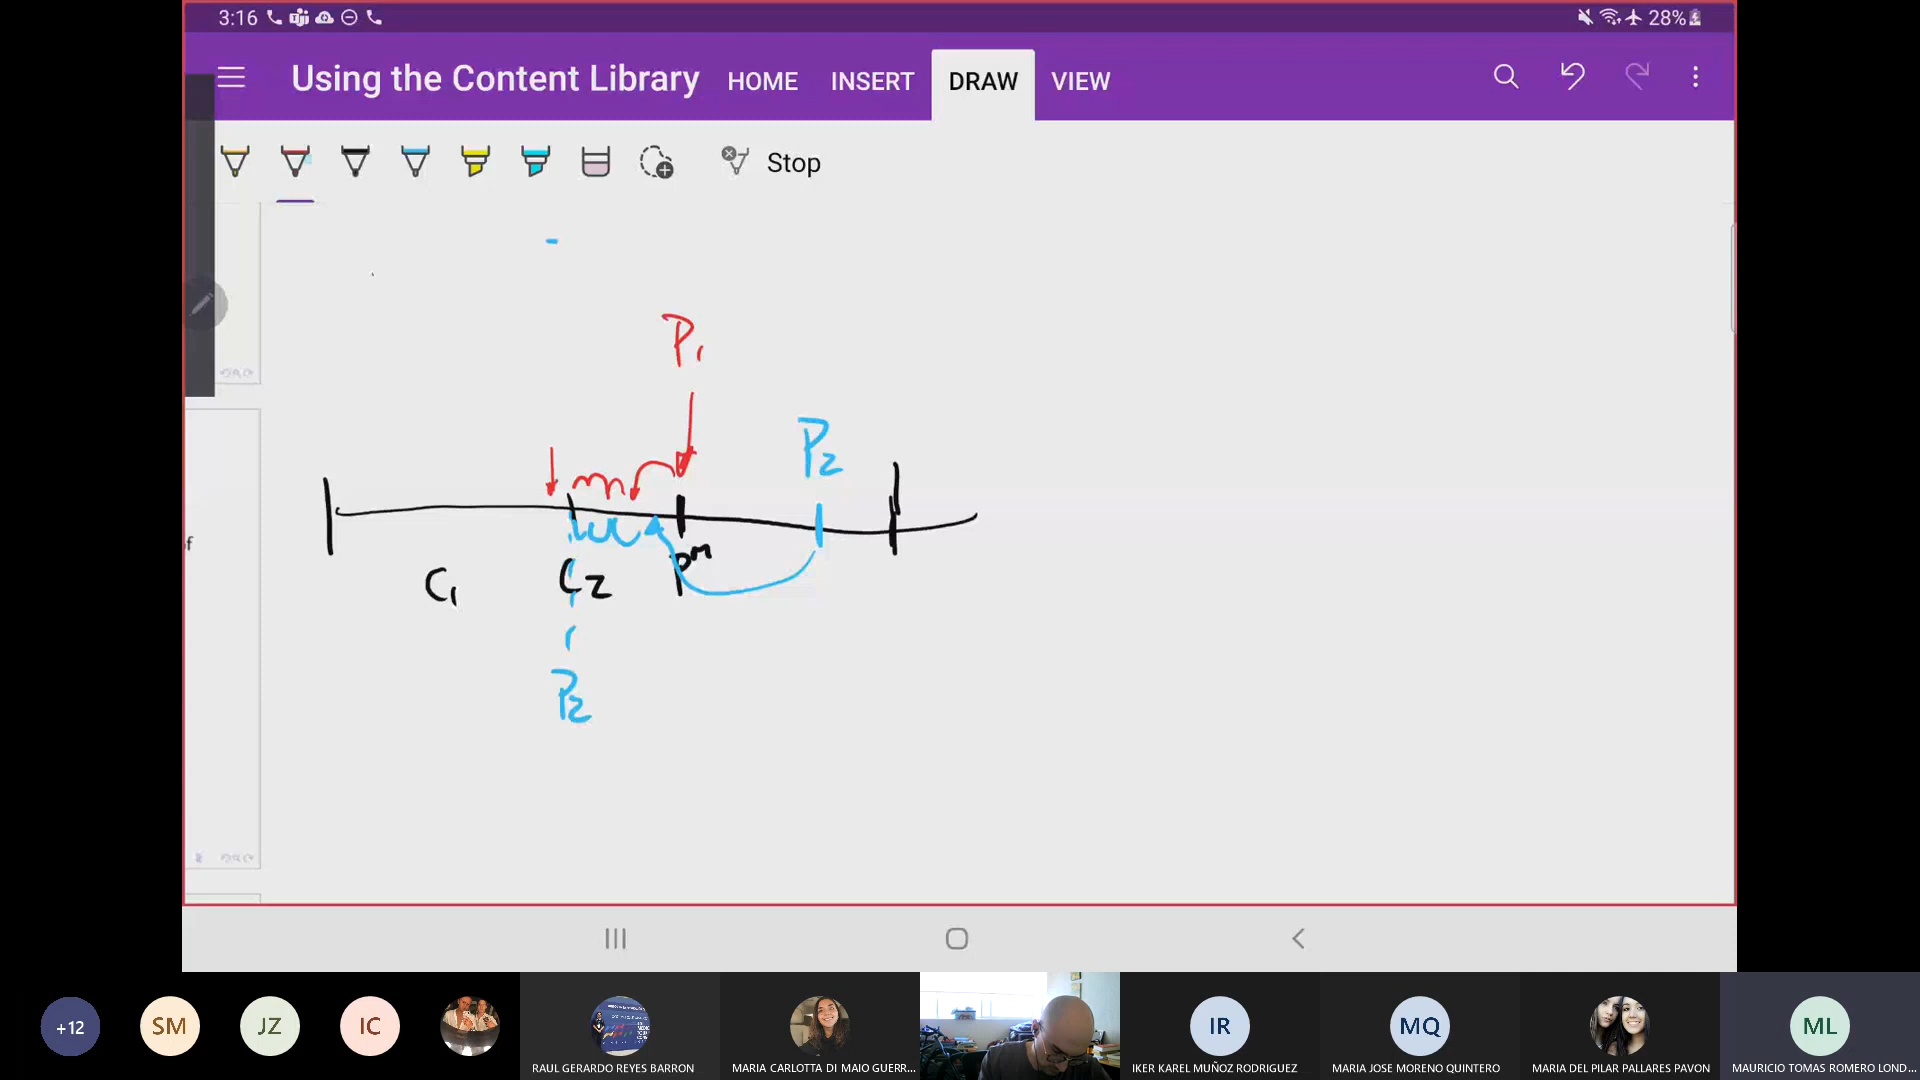 3:16 28%
Using the Content Library HOME INSERT DRAW VIEW
Stop
P1
P2
of
C1 C2 Pm
P2
+12 SM JZ IC IR MQ ML
RAUL GERARDO REYES BARRON MARIA CARLOTTA DI MAIO GUERR... IKER KAREL MUÑOZ RODRIGUEZ MARIA JOSE MORENO QUINTERO MARIA DEL PILAR PALLARES PAVON MAURICIO TOMAS ROMERO LOND...